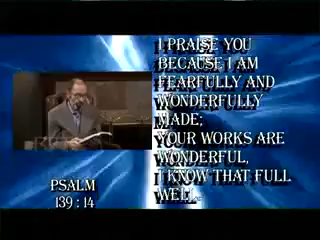 I PRAISE YOU
BECAUSE I AM
FEARFULLY AND
WONDERFULLY
MADE;
YOUR WORKS ARE
WONDERFUL,
I KNOW THAT FULL
WELL.
PSALM
139 : 14